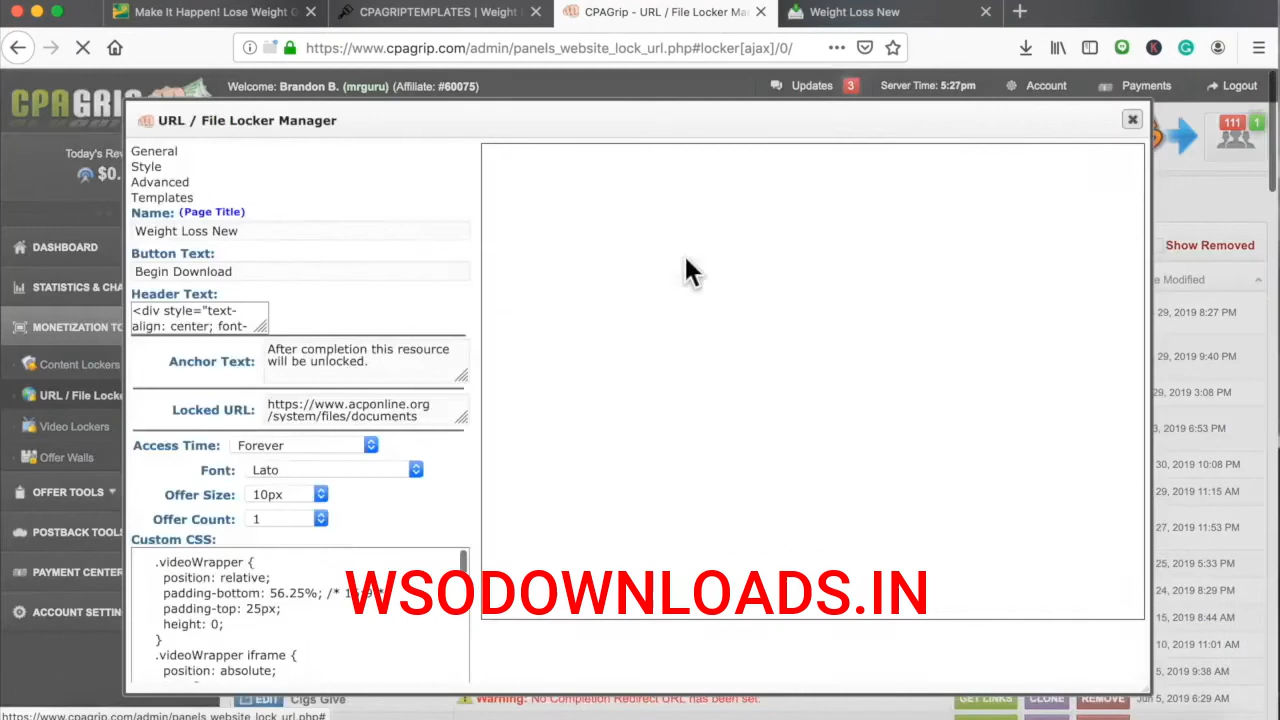 Make It Happen! Lose Weight G
CPAGRIPTEMPLATES | Weight
CPAGrip - URL / File Locker Ma
Weight Loss New
https://www.cpagrip.com/admin/panels_website_lock_url.php#locker[ajax]/0/
CPAGRIP
Welcome: Brandon B. (mrguru) (Affiliate: #60075)
Updates 3
Server Time: 5:27pm
Account
Payments
Logout
URL / File Locker Manager
111
1
Today's Rev
$0.
General
Style
Advanced
Templates
Name: (Page Title)
Weight Loss New
Button Text:
Begin Download
Header Text:
<div style="text-
align: center; font-
Anchor Text:
After completion this resource
will be unlocked.
Locked URL:
https://www.acponline.org
/system/files/documents
Access Time: Forever
Font: Lato
Offer Size: 10px
Offer Count: 1
Custom CSS:
.videoWrapper {
position: relative;
padding-bottom: 56.25%; /* 16:9 */
padding-top: 25px;
height: 0;
}
.videoWrapper iframe {
position: absolute;
DASHBOARD
STATISTICS & CHA
MONETIZATION TO
Content Lockers
URL / File Locke
Video Lockers
Offer Walls
OFFER TOOLS
POSTBACK TOOLS
PAYMENT CENTER
ACCOUNT SETTIN
Show Removed
e Modified
29, 2019 8:27 PM
29, 2019 9:40 PM
, 2019 3:08 PM
3, 2019 6:53 PM
30, 2019 10:08 PM
29, 2019 11:15 AM
27, 2019 11:53 PM
25, 2019 5:33 PM
24, 2019 8:29 PM
15, 2019 8:44 AM
10, 2019 11:01 AM
5, 2019 9:38 AM
WSODOWNLOADS.IN
EDIT Cigs Give
Warning: No Completion Redirect URL has been set.
GET LINKS CLONE REMOVE
Jun 5, 2019 6:29 AM
https://www.cpagrip.com/admin/panels_website_lock_url.php#